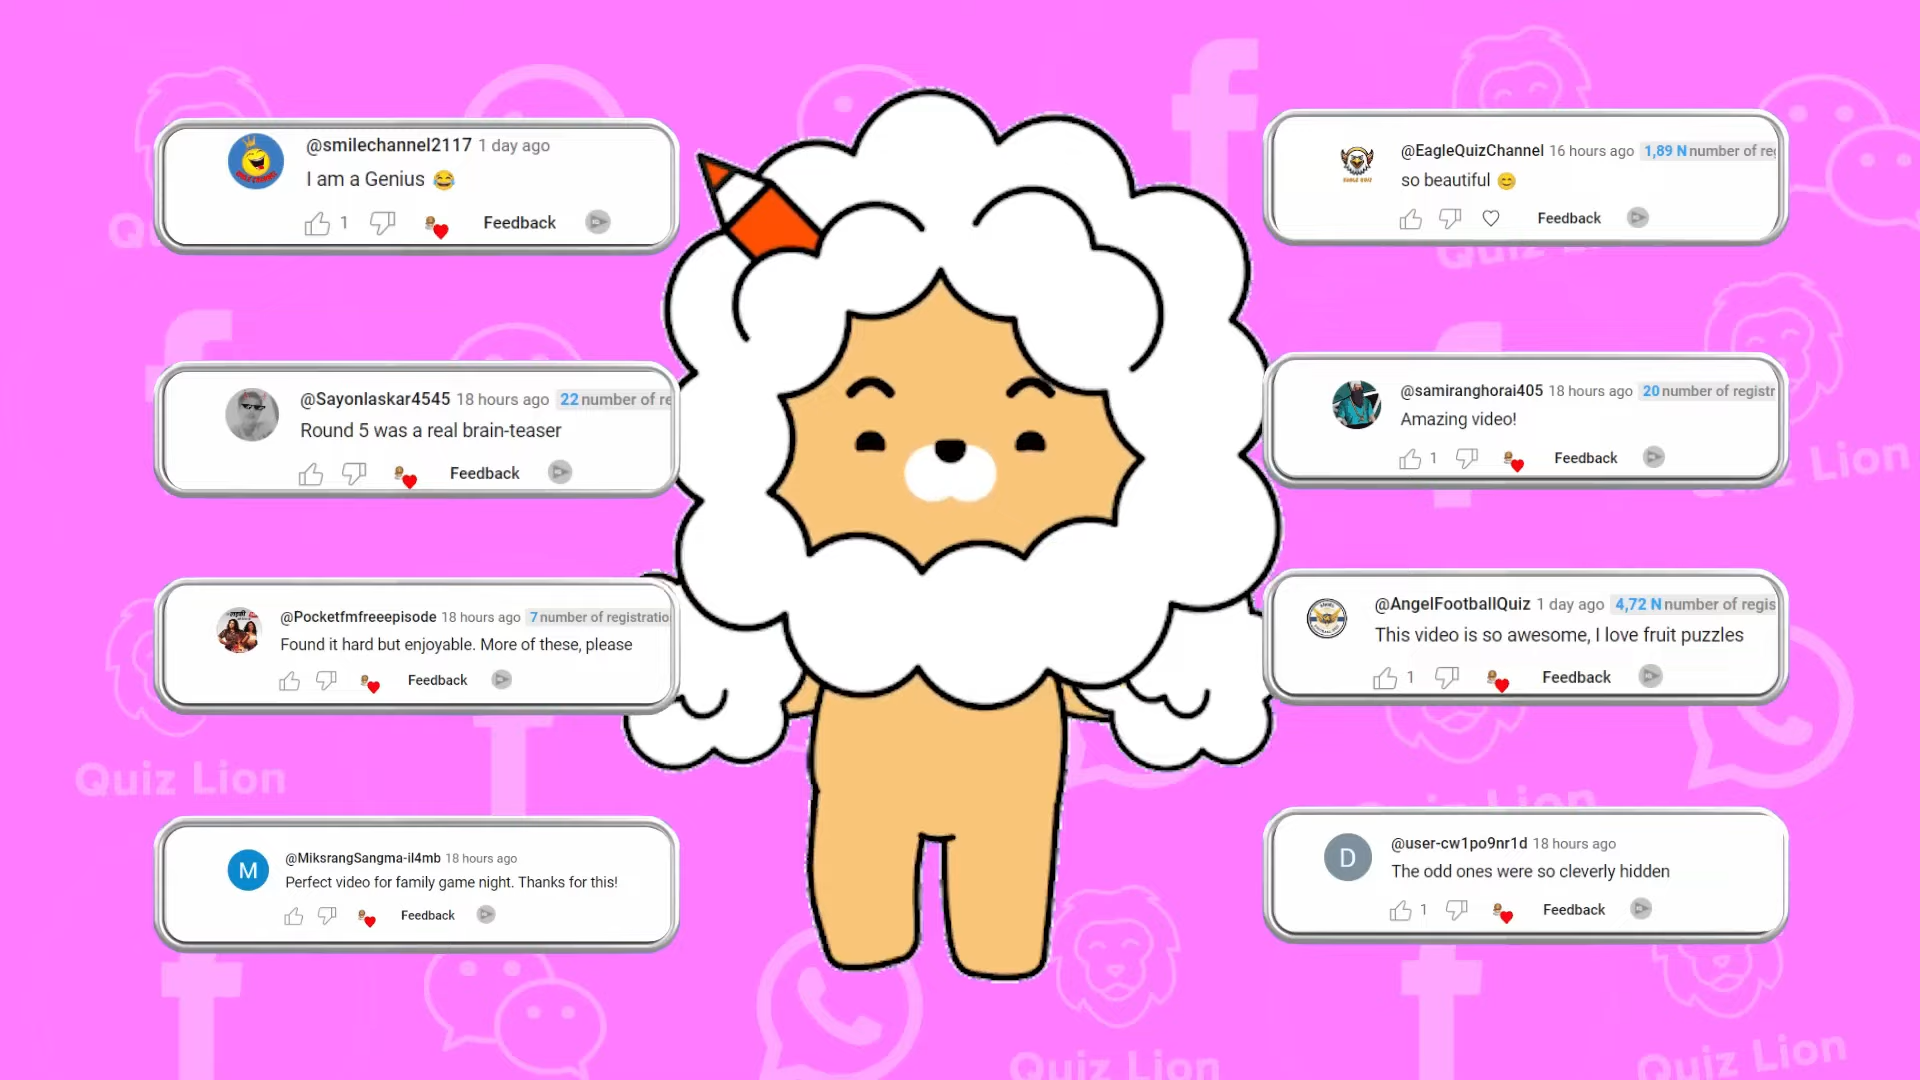 @smilechannel2117 1 day ago
I am a Genius 😂
1 Feedback
@Sayonlaskar4545 18 hours ago 22 number of re
Round 5 was a real brain-teaser
Feedback
@Pocketfmfreeepisode 18 hours ago 7 number of registratio
Found it hard but enjoyable. More of these, please
Feedback
M
@MiksrangSangma-il4mb 18 hours ago
Perfect video for family game night. Thanks for this!
Feedback
@EagleQuizChannel 16 hours ago 1,89 N number of reg
so beautiful 😊
Feedback
@samiranghorai405 18 hours ago 20 number of registr
Amazing video!
1 Feedback
@AngelFootballQuiz 1 day ago 4,72 N number of regis
This video is so awesome, I love fruit puzzles
1 Feedback
D
@user-cw1po9nr1d 18 hours ago
The odd ones were so cleverly hidden
1 Feedback
Quiz Lion
Quiz Lion
Quiz Lion
Quiz Lion